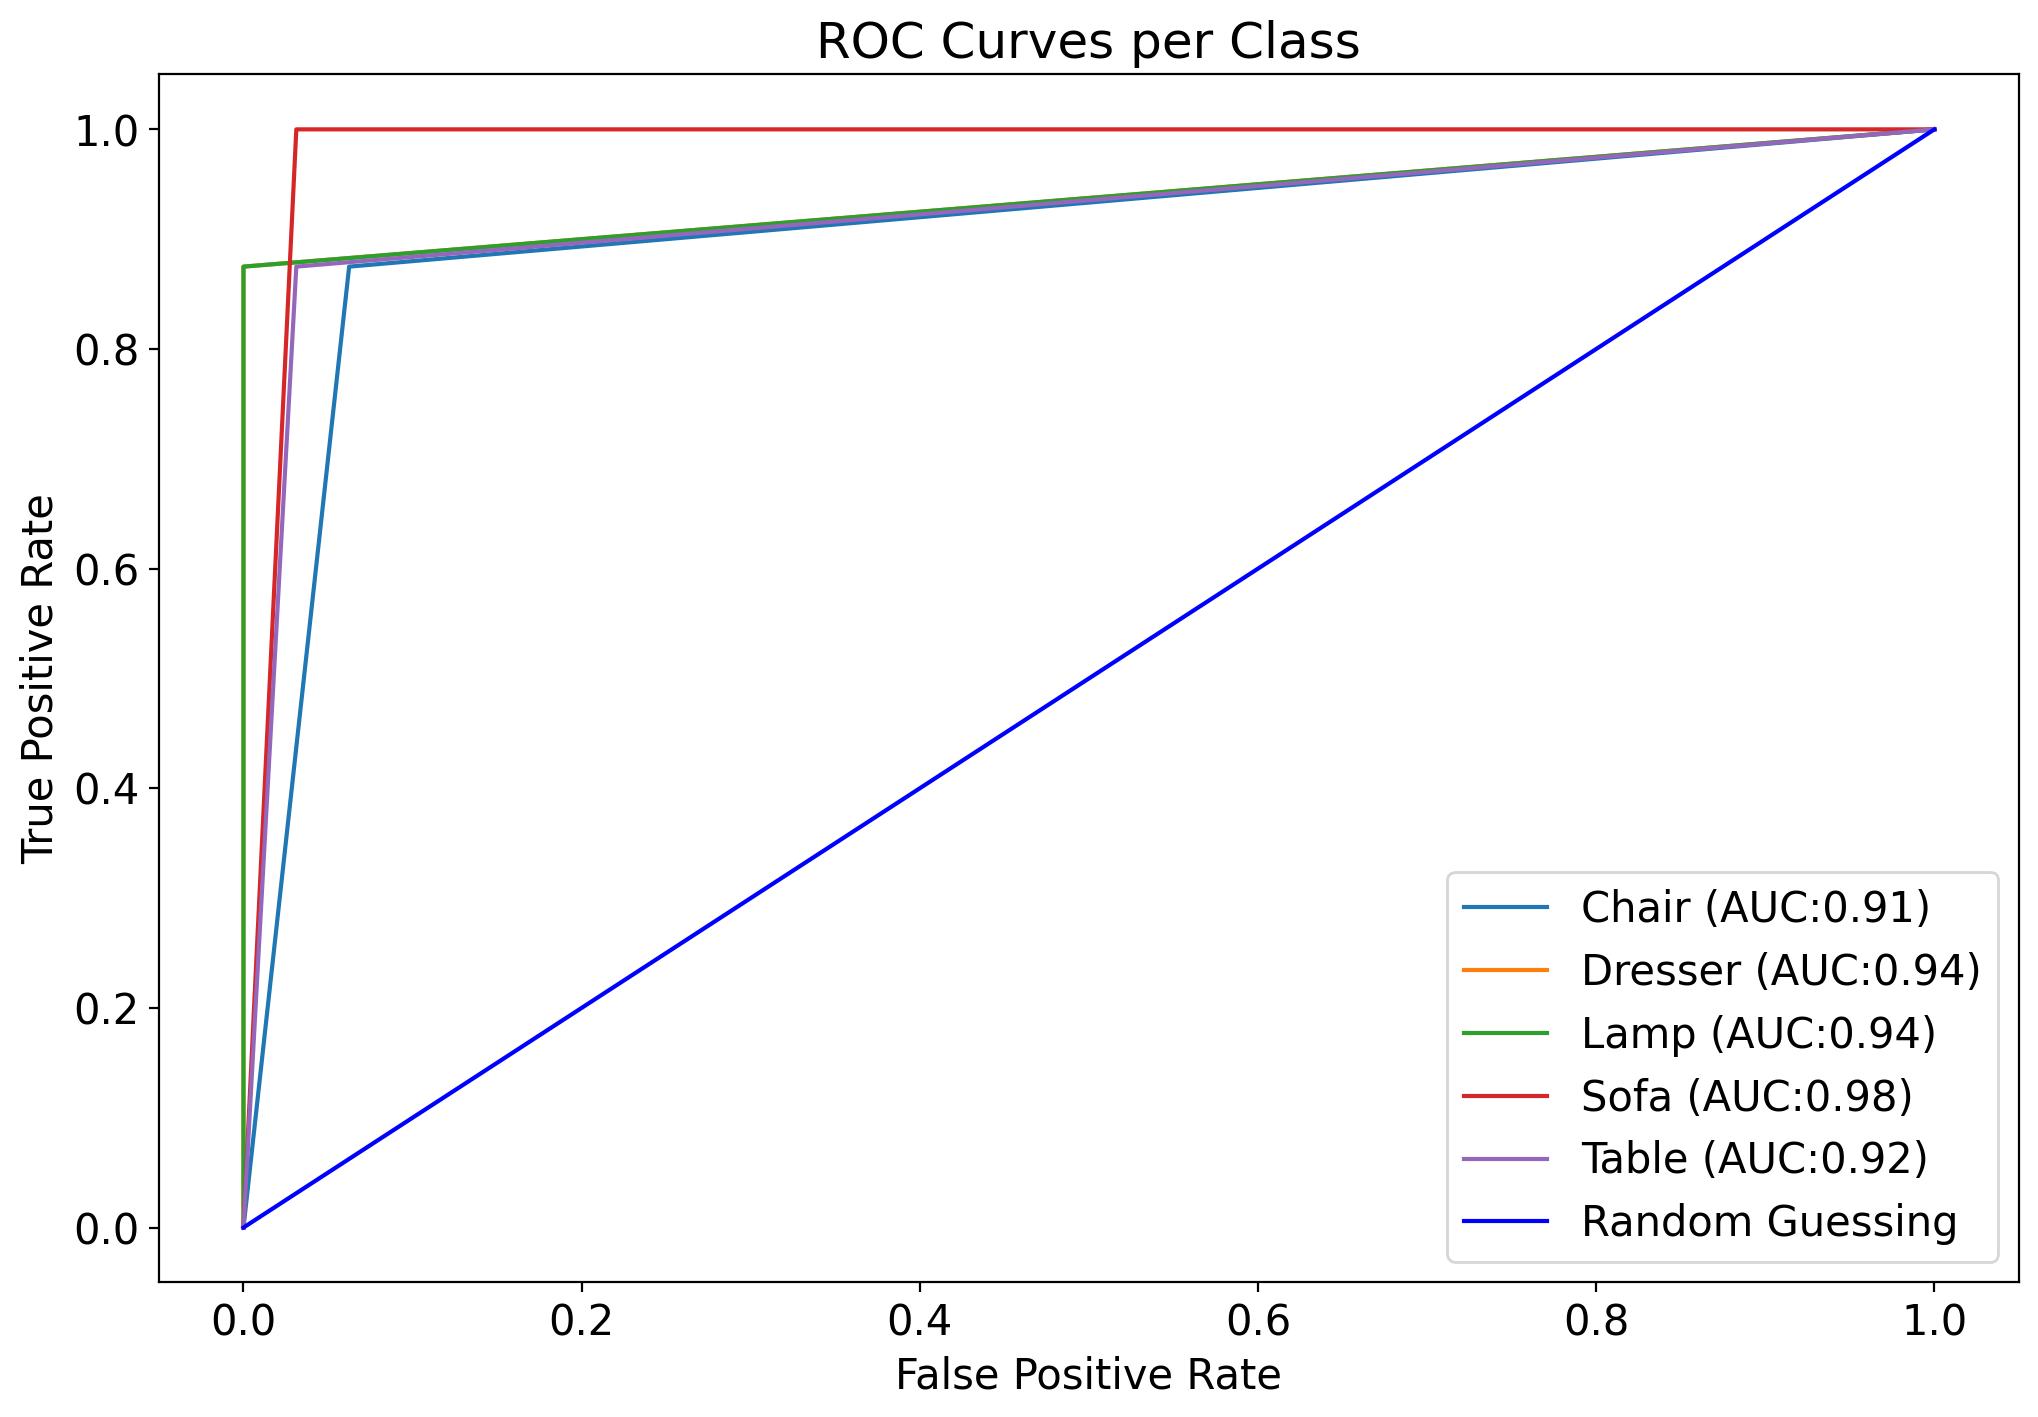 ROC Curves per Class
True Positive Rate
1.0
0.8
0.6
0.4
0.2
0.0
Chair (AUC:0.91)
Dresser (AUC:0.94)
Lamp (AUC:0.94)
Sofa (AUC:0.98)
Table (AUC:0.92)
Random Guessing
0.0 0.2 0.4 0.6 0.8 1.0
False Positive Rate